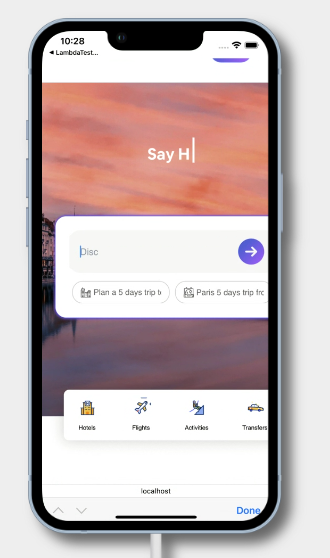 10:28
LambdaTest...
Say H
Disc
Plan a 5 days trip t
Paris 5 days trip fro
Hotels
Flights
Activities
Transfers
localhost
Done